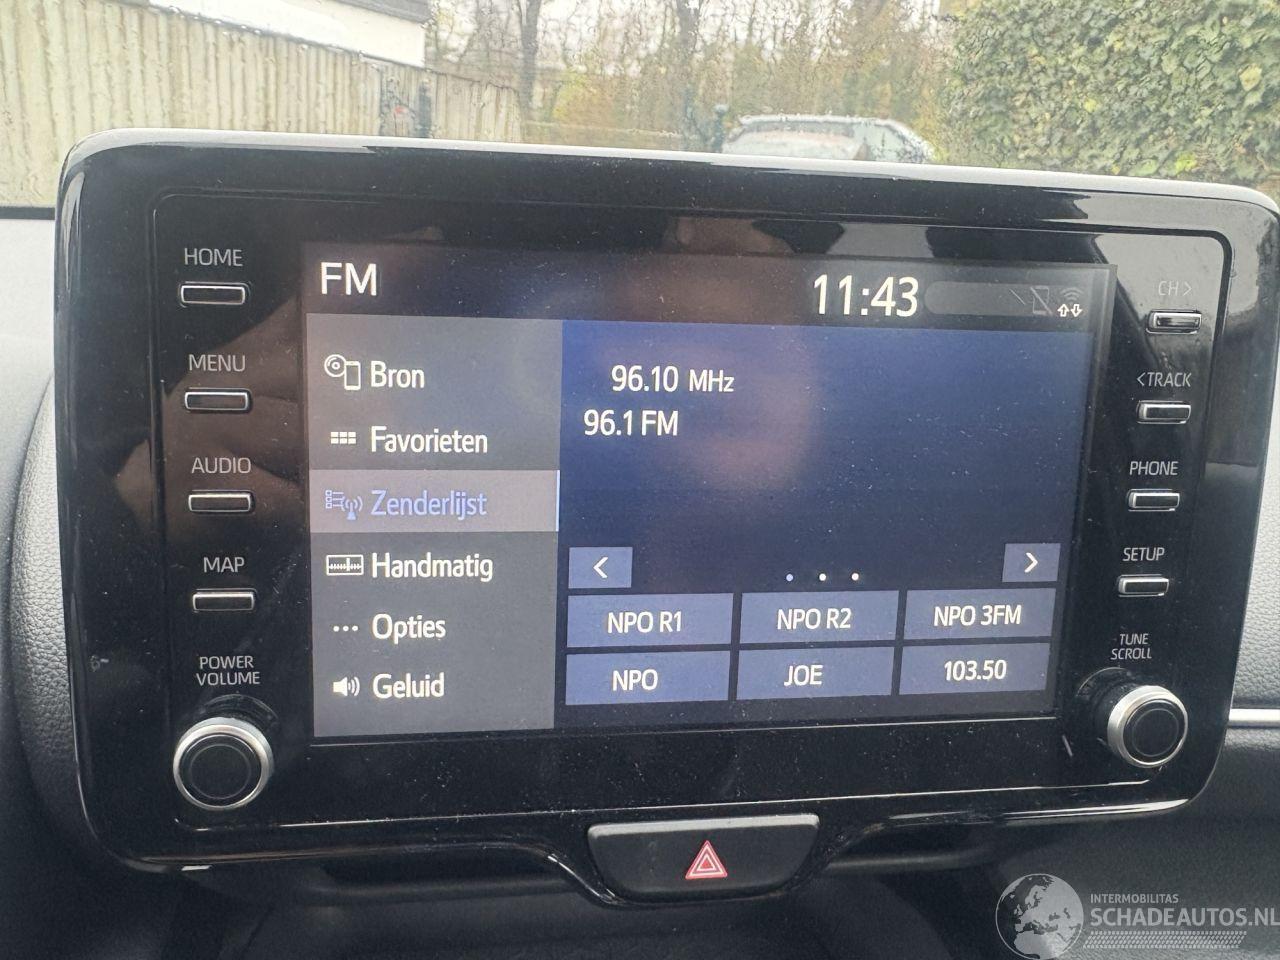 HOME
MENU
AUDIO
MAP
POWER
VOLUME
FM
11:43
Bron
Favorieten
Zenderlijst
Handmatig
Opties
Geluid
96.10 MHz
96.1 FM
<
>
NPO R1
NPO R2
NPO 3FM
NPO
JOE
103.50
CH>
<TRACK
PHONE
SETUP
TUNE
SCROLL
INTERMOBILITAS
SCHADEAUTOS.NL